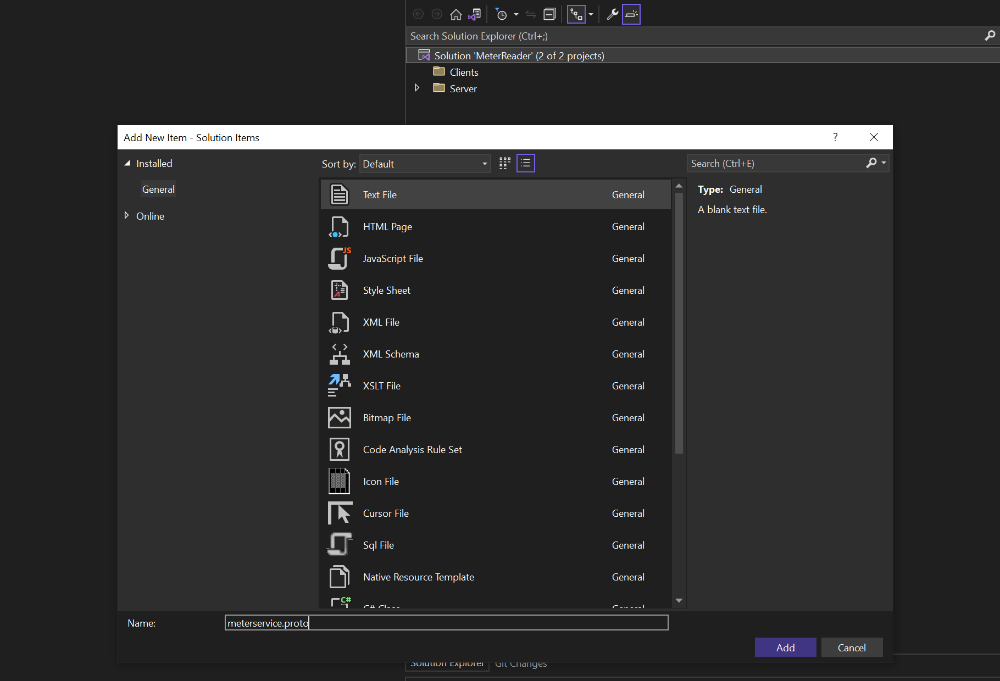 Search Solution Explorer (Ctrl+;)
Solution 'MeterReader' (2 of 2 projects)
Clients
Server
Add New Item - Solution Items
?
Installed
General
Online
Sort by: Default
Search (Ctrl+E)
Text File General
HTML Page General
JS
JavaScript File General
Style Sheet General
XML File General
XML Schema General
XSLT File General
Bitmap File General
Code Analysis Rule Set General
Icon File General
Cursor File General
Sql File General
Native Resource Template General
C#
C# Class General
Type: General
A blank text file.
Name: meterservice.proto
Add Cancel
Solution Explorer Git Changes